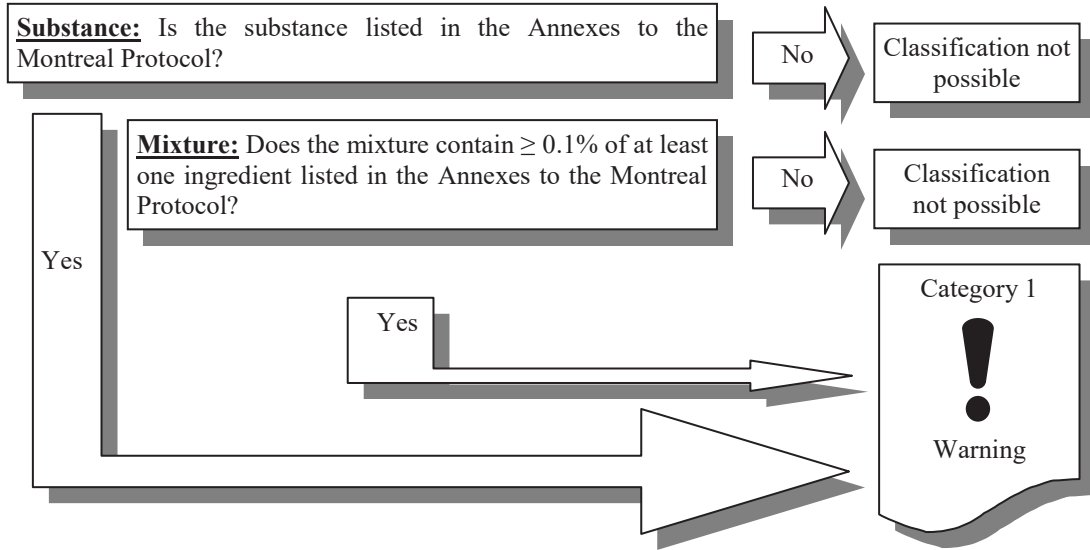 Substance: Is the substance listed in the Annexes to the
Montreal Protocol?
No
Classification not
possible
Mixture: Does the mixture contain ≥ 0.1% of at least
one ingredient listed in the Annexes to the Montreal
Protocol?
No
Classification
not possible
Yes
Yes
Category 1
Warning